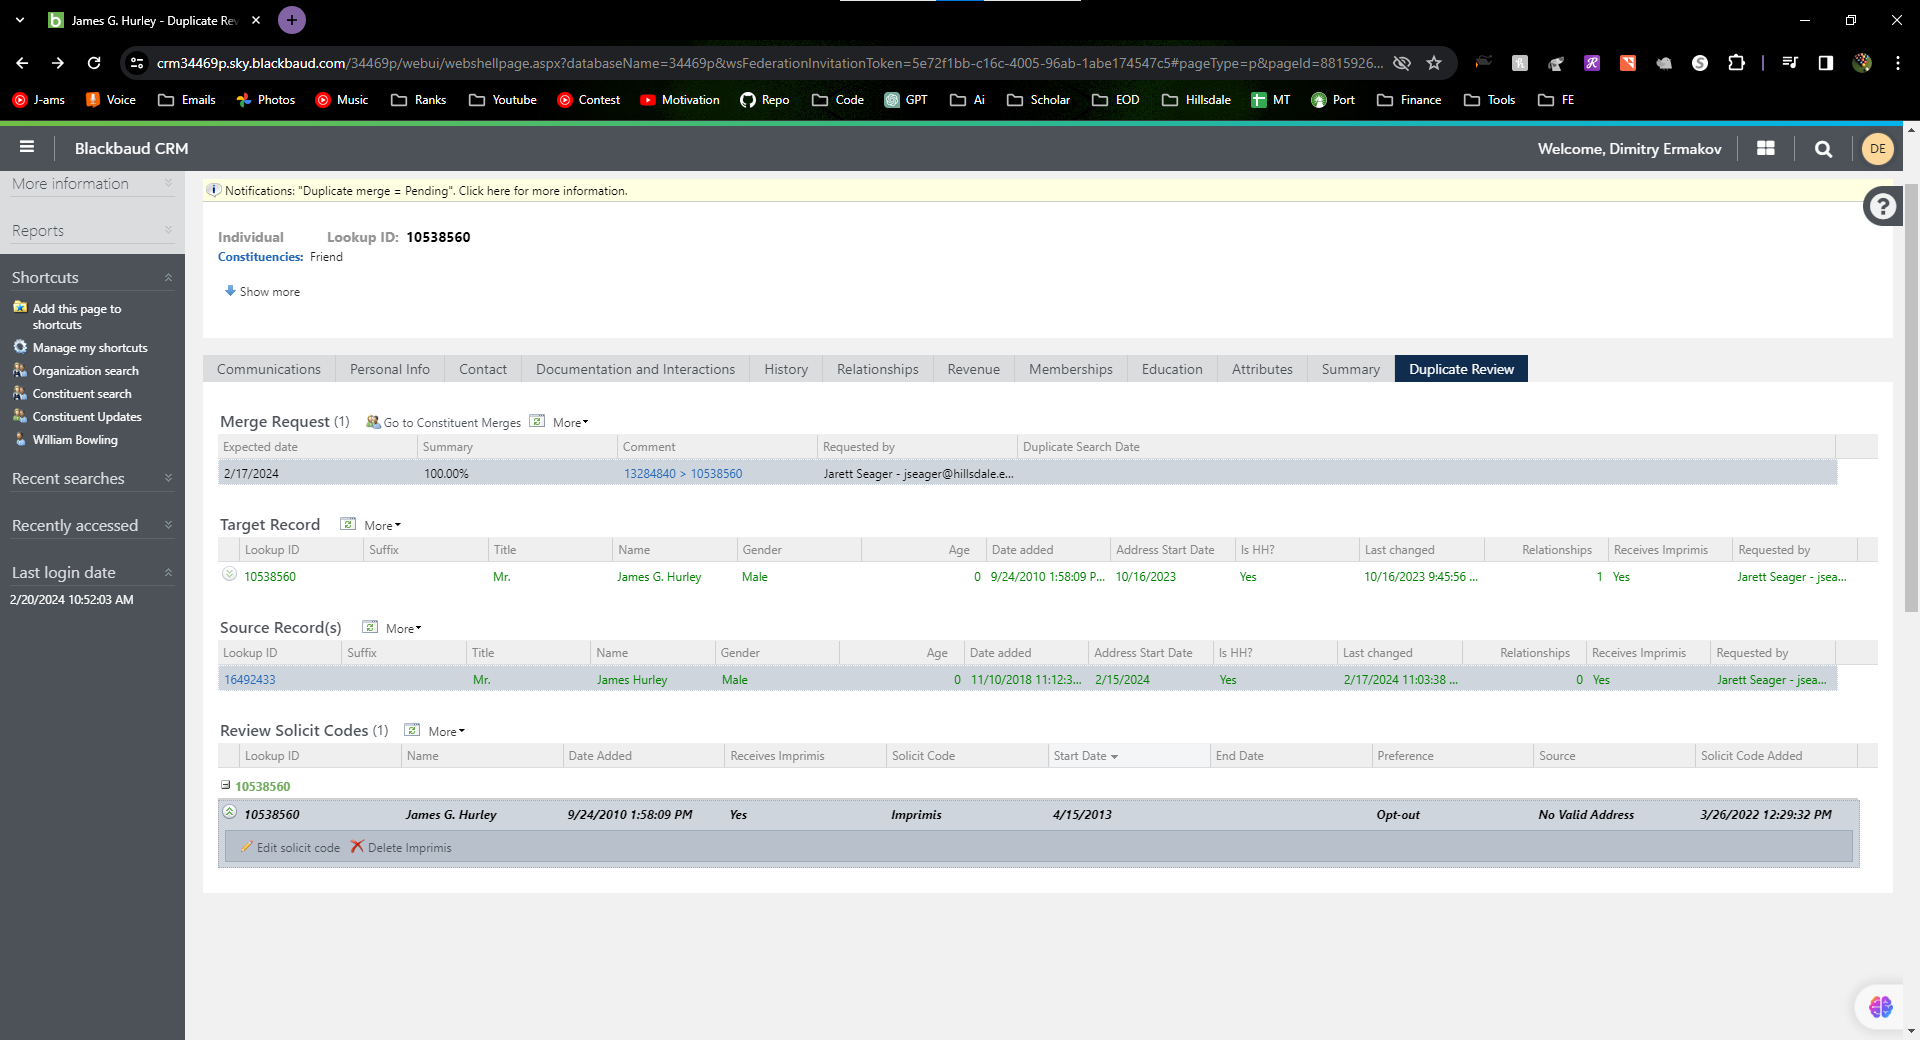 James G. Hurley - Duplicate Rev
crm34469p.sky.blackbaud.com/34469p/webui/webshellpage.aspx?databaseName=34469p&wsFederationInvitationToken=5e72f1bb-c16c-4005-96ab-1abe174547c5#pageType=p&pageId=8815926...
J-ams Voice Emails Photos Music Ranks Youtube Contest Motivation Repo Code GPT Ai Scholar EOD Hillsdale MT Port Finance Tools FE
Blackbaud CRM Welcome, Dimitry Ermakov DE
More information
Reports
Shortcuts
Add this page to
shortcuts
Manage my shortcuts
Organization search
Constituent search
Constituent Updates
William Bowling
Recent searches
Recently accessed
Last login date
2/20/2024 10:52:03 AM
Notifications: "Duplicate merge = Pending". Click here for more information.
?
Individual Lookup ID: 10538560
Constituencies: Friend
Show more
Communications Personal Info Contact Documentation and Interactions History Relationships Revenue Memberships Education Attributes Summary Duplicate Review
Merge Request (1) Go to Constituent Merges More
Expected date Summary Comment Requested by Duplicate Search Date
2/17/2024 100.00% 13284840 > 10538560 Jarett Seager - jseager@hillsdale.e...
Target Record More
Lookup ID Suffix Title Name Gender Age Date added Address Start Date Is HH? Last changed Relationships Receives Imprimis Requested by
10538560 Mr. James G. Hurley Male 0 9/24/2010 1:58:09 P... 10/16/2023 Yes 10/16/2023 9:45:56 ... 1 Yes Jarett Seager - jsea...
Source Record(s) More
Lookup ID Suffix Title Name Gender Age Date added Address Start Date Is HH? Last changed Relationships Receives Imprimis Requested by
16492433 Mr. James Hurley Male 0 11/10/2018 11:12:3... 2/15/2024 Yes 2/17/2024 11:03:38 ... 0 Yes Jarett Seager - jsea...
Review Solicit Codes (1) More
Lookup ID Name Date Added Receives Imprimis Solicit Code Start Date End Date Preference Source Solicit Code Added
10538560
10538560 James G. Hurley 9/24/2010 1:58:09 PM Yes Imprimis 4/15/2013 Opt-out No Valid Address 3/26/2022 12:29:32 PM
Edit solicit code Delete Imprimis